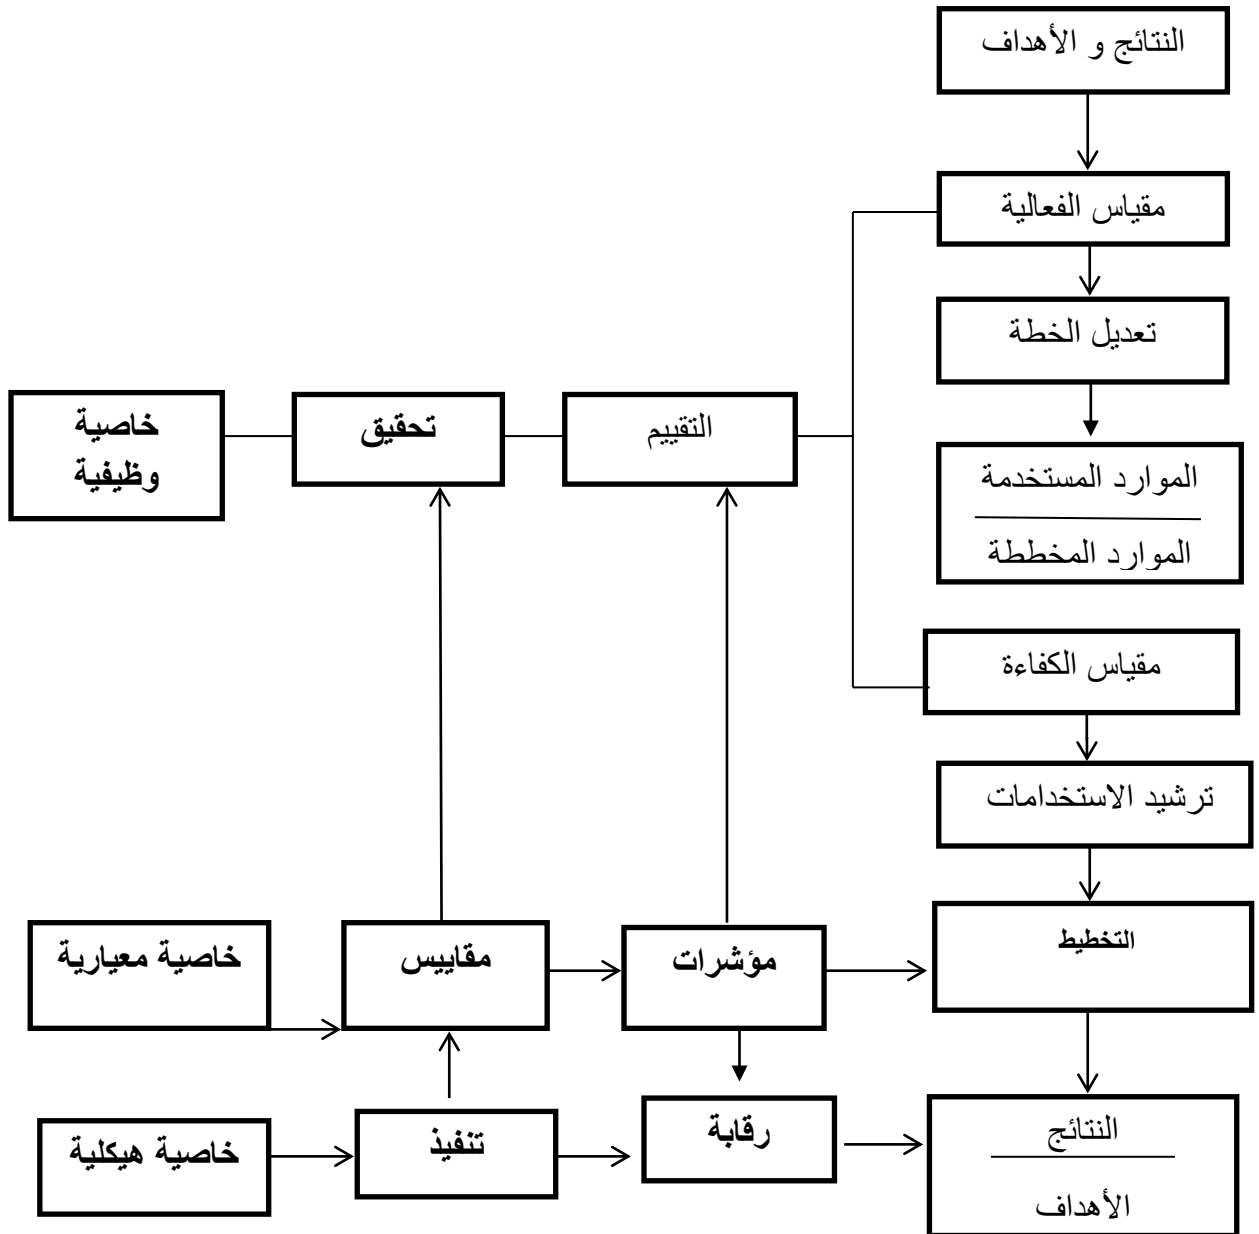 النتائج و الأهداف
مقياس الفعالية
تعديل الخطة
خاصية
وظيفية
تحقيق
التقييم
الموارد المستخدمة
الموارد المخططة
مقياس الكفاءة
ترشيد الاستخدامات
خاصية معيارية
مقاييس
مؤشرات
التخطيط
خاصية هيكلية
تنفيذ
رقابة
النتائج
الأهداف